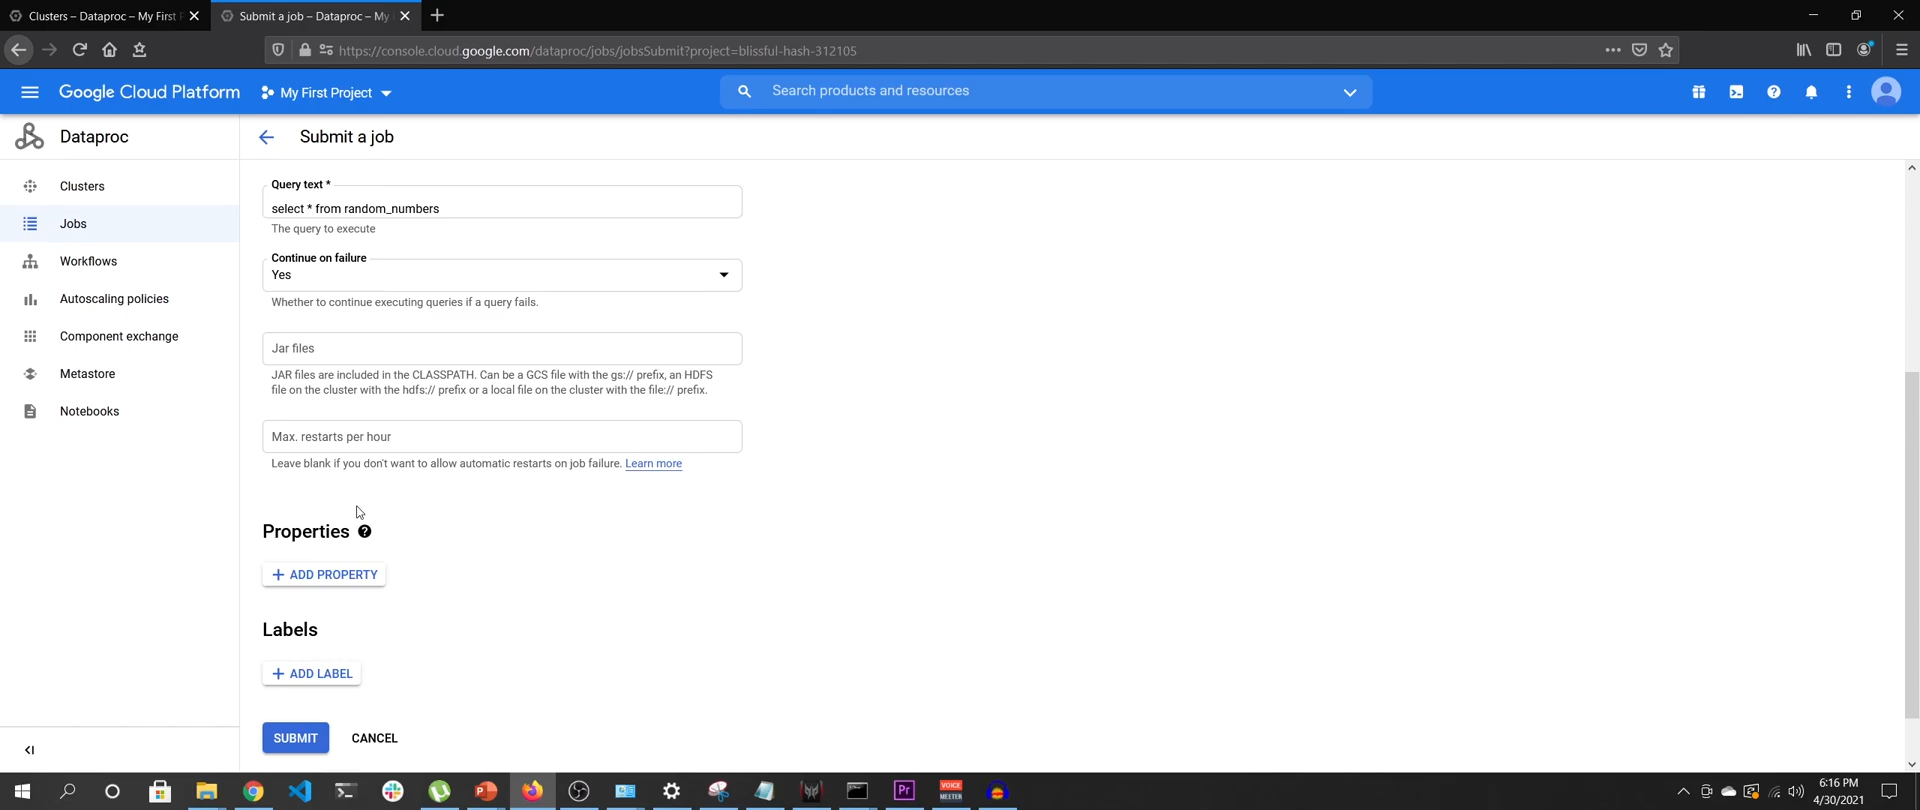 Clusters – Dataproc – My First
Submit a job – Dataproc – My
https://console.cloud.google.com/dataproc/jobs/jobsSubmit?project=blissful-hash-312105
Google Cloud Platform
My First Project
Search products and resources
Dataproc
Submit a job
Clusters
Jobs
Workflows
Autoscaling policies
Component exchange
Metastore
Notebooks
Query text *
select * from random_numbers
The query to execute
Continue on failure
Yes
Whether to continue executing queries if a query fails.
Jar files
JAR files are included in the CLASSPATH. Can be a GCS file with the gs:// prefix, an HDFS
file on the cluster with the hdfs:// prefix or a local file on the cluster with the file:// prefix.
Max. restarts per hour
Leave blank if you don't want to allow automatic restarts on job failure. Learn more
Properties
ADD PROPERTY
Labels
ADD LABEL
SUBMIT
CANCEL
Pr
VOICE
MEETER
6:16 PM
4/30/2021